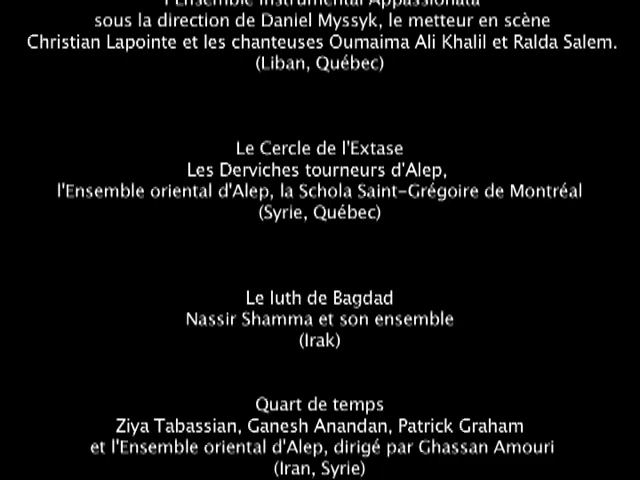 l'Ensemble Instrumental Appassionata
sous la direction de Daniel Myssyk, le metteur en scène
Christian Lapointe et les chanteuses Oumaima Ali Khalil et Ralda Salem.
(Liban, Québec)
Le Cercle de l'Extase
Les Derviches tourneurs d'Alep,
l'Ensemble oriental d'Alep, la Schola Saint-Grégoire de Montréal
(Syrie, Québec)
Le luth de Bagdad
Nassir Shamma et son ensemble
(Irak)
Quart de temps
Ziya Tabassian, Ganesh Anandan, Patrick Graham
et l'Ensemble oriental d'Alep, dirigé par Ghassan Amouri
(Iran, Syrie)